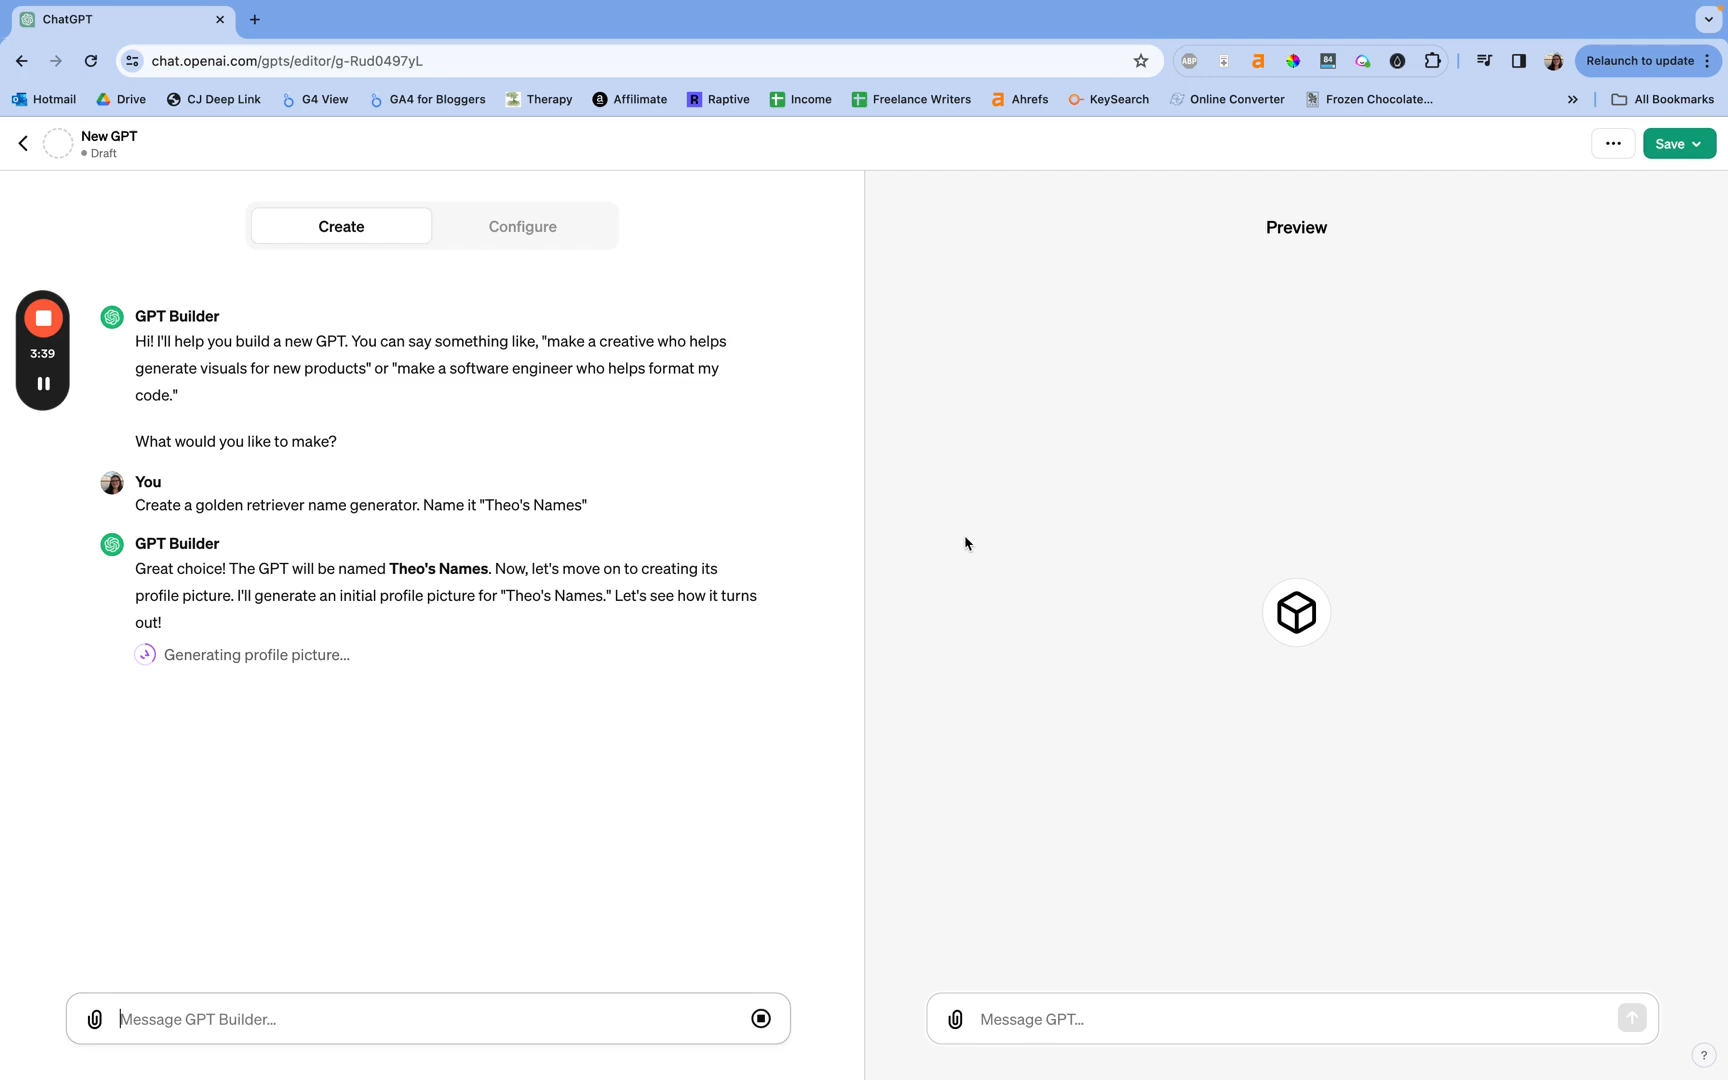 ChatGPT
chat.openai.com/gpts/editor/g-Rud0497yL
ABP
84
Relaunch to update
Hotmail
Drive
CJ Deep Link
G4 View
GA4 for Bloggers
Therapy
Affilimate
Raptive
Income
Freelance Writers
Ahrefs
KeySearch
Online Converter
Frozen Chocolate...
All Bookmarks
New GPT
Draft
Save
Create
Configure
Preview
3:39
GPT Builder
Hi! I'll help you build a new GPT. You can say something like, "make a creative who helps
generate visuals for new products" or "make a software engineer who helps format my
code."
What would you like to make?
You
Create a golden retriever name generator. Name it "Theo's Names"
GPT Builder
Great choice! The GPT will be named Theo's Names. Now, let's move on to creating its
profile picture. I'll generate an initial profile picture for "Theo's Names." Let's see how it turns
out!
Generating profile picture...
Message GPT Builder...
Message GPT...
?